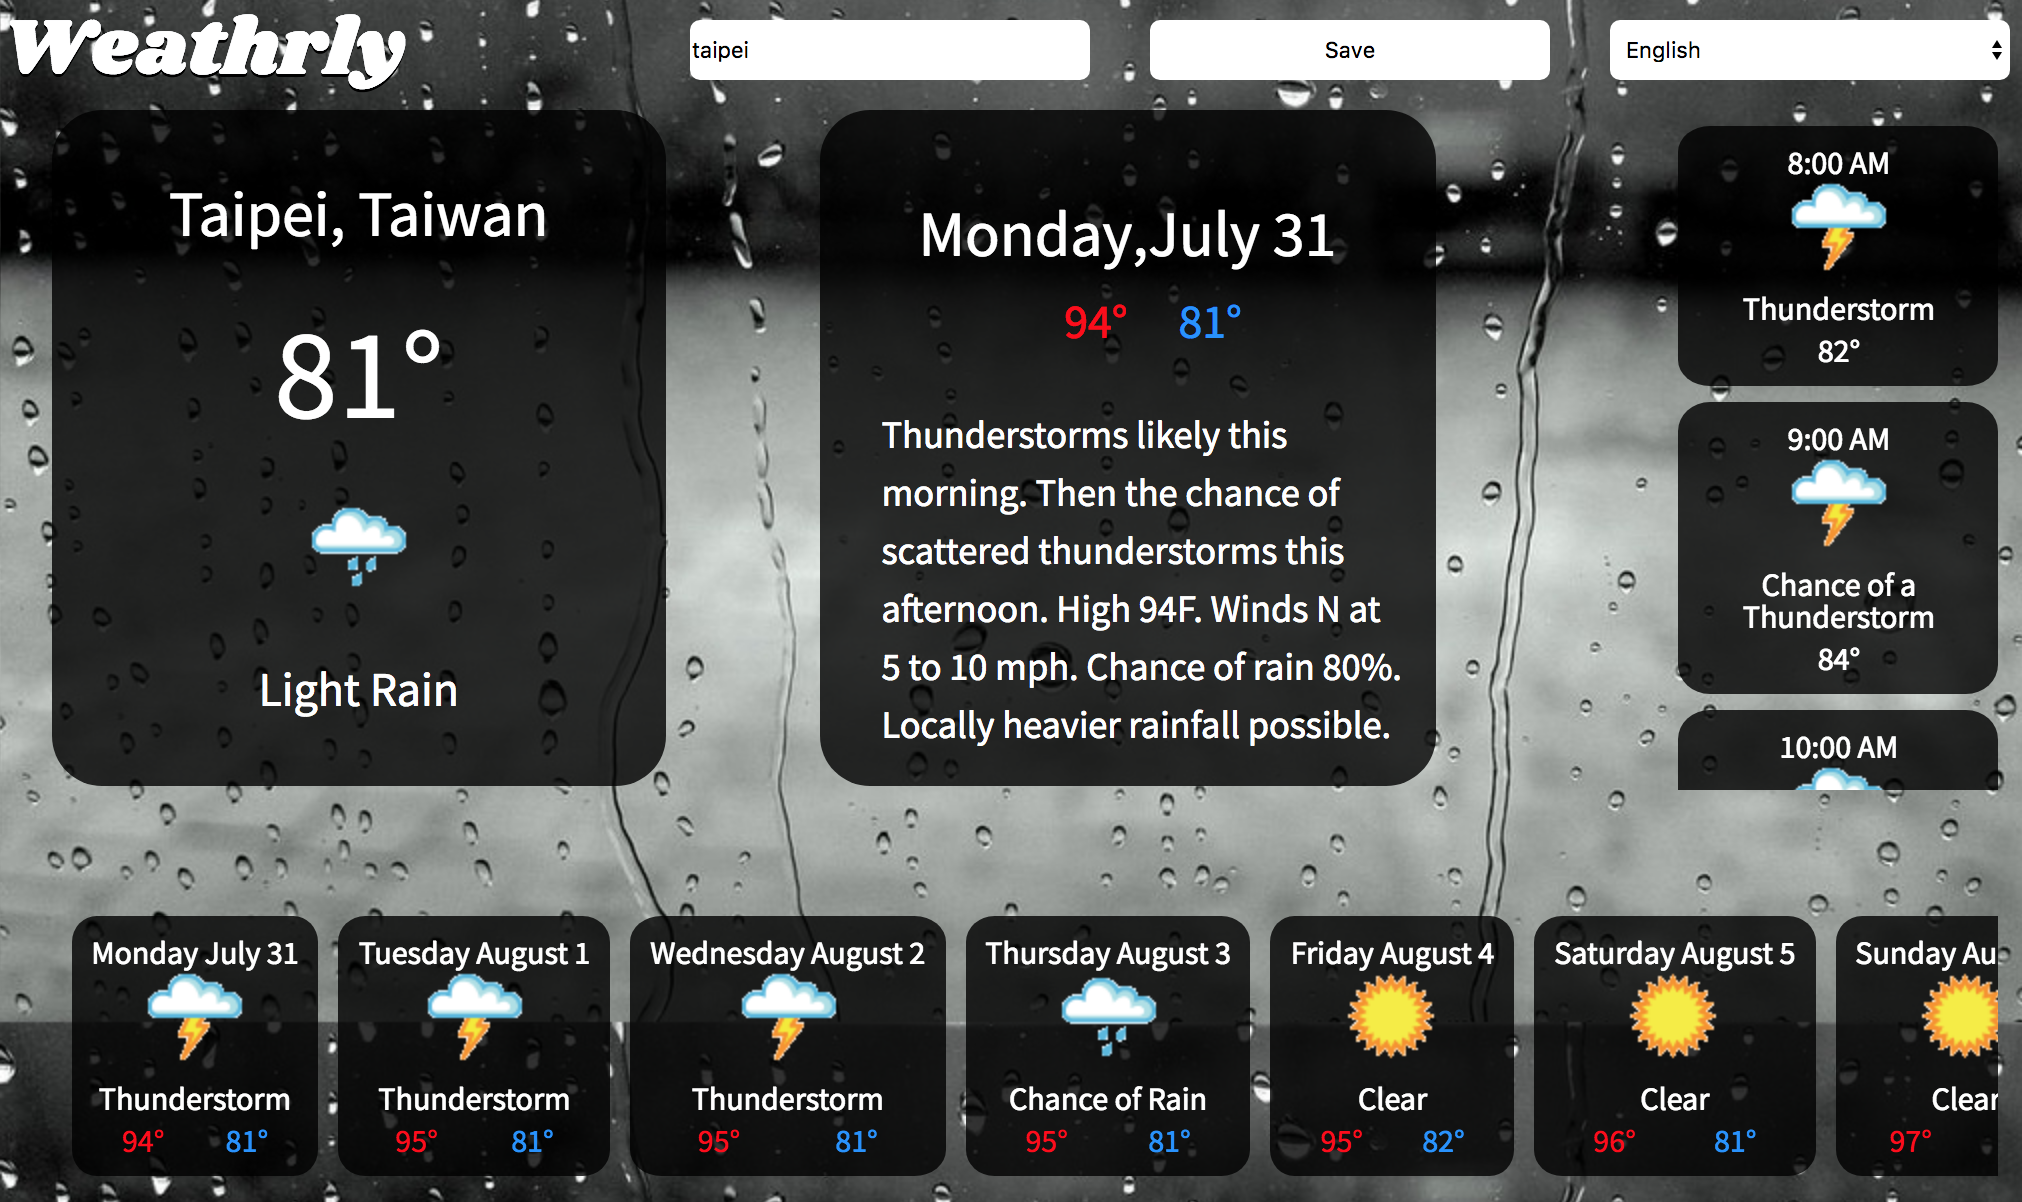 Weathrly
taipei
Save
English
Taipei, Taiwan
81°
Light Rain
Monday,July 31
94° 81°
Thunderstorms likely this
morning. Then the chance of
scattered thunderstorms this
afternoon. High 94F. Winds N at
5 to 10 mph. Chance of rain 80%.
Locally heavier rainfall possible.
8:00 AM
Thunderstorm
82°
9:00 AM
Chance of a
Thunderstorm
84°
10:00 AM
Monday July 31
Thunderstorm
94° 81°
Tuesday August 1
Thunderstorm
95° 81°
Wednesday August 2
Thunderstorm
95° 81°
Thursday August 3
Chance of Rain
95° 81°
Friday August 4
Clear
95° 82°
Saturday August 5
Clear
96° 81°
Sunday Au
Clear
97°